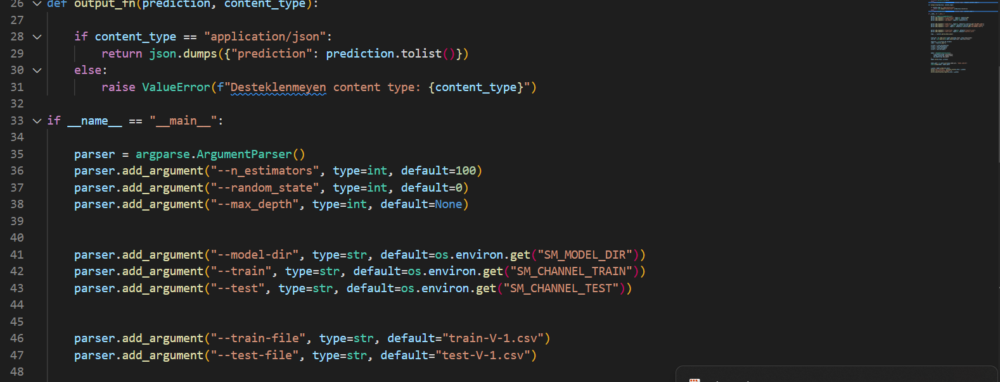 26 def output_fn(prediction, content_type):
27
28 if content_type == "application/json":
29 return json.dumps({"prediction": prediction.tolist()})
30 else:
31 raise ValueError(f"Desteklenmeyen content type: {content_type}")
32
33 if __name__ == "__main__":
34
35 parser = argparse.ArgumentParser()
36 parser.add_argument("--n_estimators", type=int, default=100)
37 parser.add_argument("--random_state", type=int, default=0)
38 parser.add_argument("--max_depth", type=int, default=None)
39
40
41 parser.add_argument("--model-dir", type=str, default=os.environ.get("SM_MODEL_DIR"))
42 parser.add_argument("--train", type=str, default=os.environ.get("SM_CHANNEL_TRAIN"))
43 parser.add_argument("--test", type=str, default=os.environ.get("SM_CHANNEL_TEST"))
44
45
46 parser.add_argument("--train-file", type=str, default="train-V-1.csv")
47 parser.add_argument("--test-file", type=str, default="test-V-1.csv")
48